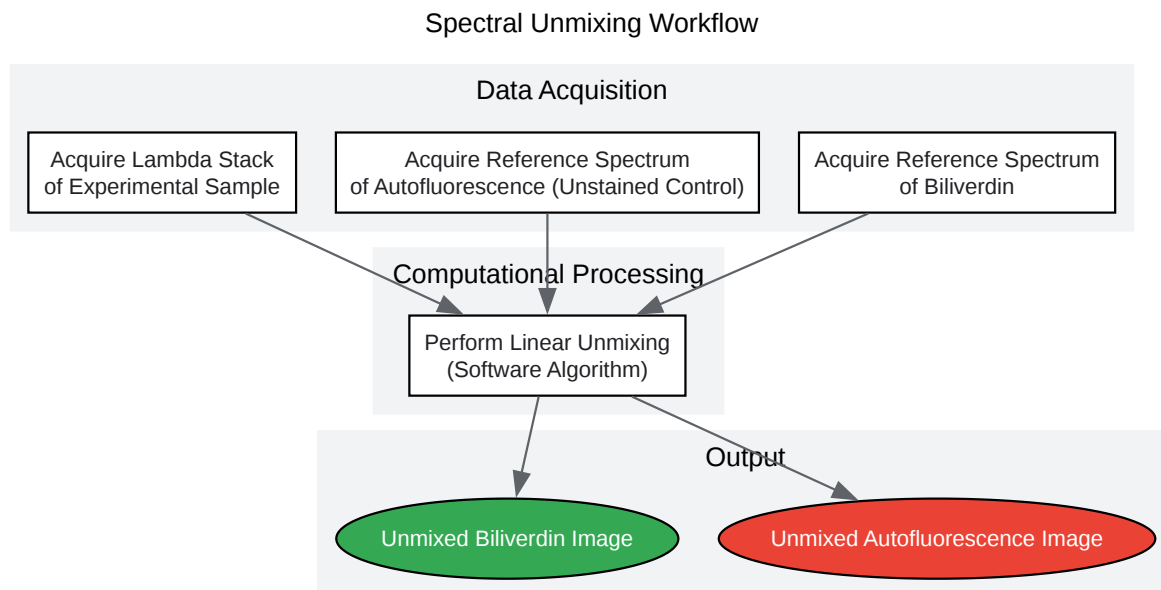 Spectral Unmixing Workflow
Data Acquisition
Acquire Lambda Stack
of Experimental Sample
Acquire Reference Spectrum
of Autofluorescence (Unstained Control)
Acquire Reference Spectrum
of Biliverdin
Computational Processing
Perform Linear Unmixing
(Software Algorithm)
Output
Unmixed Biliverdin Image
Unmixed Autofluorescence Image